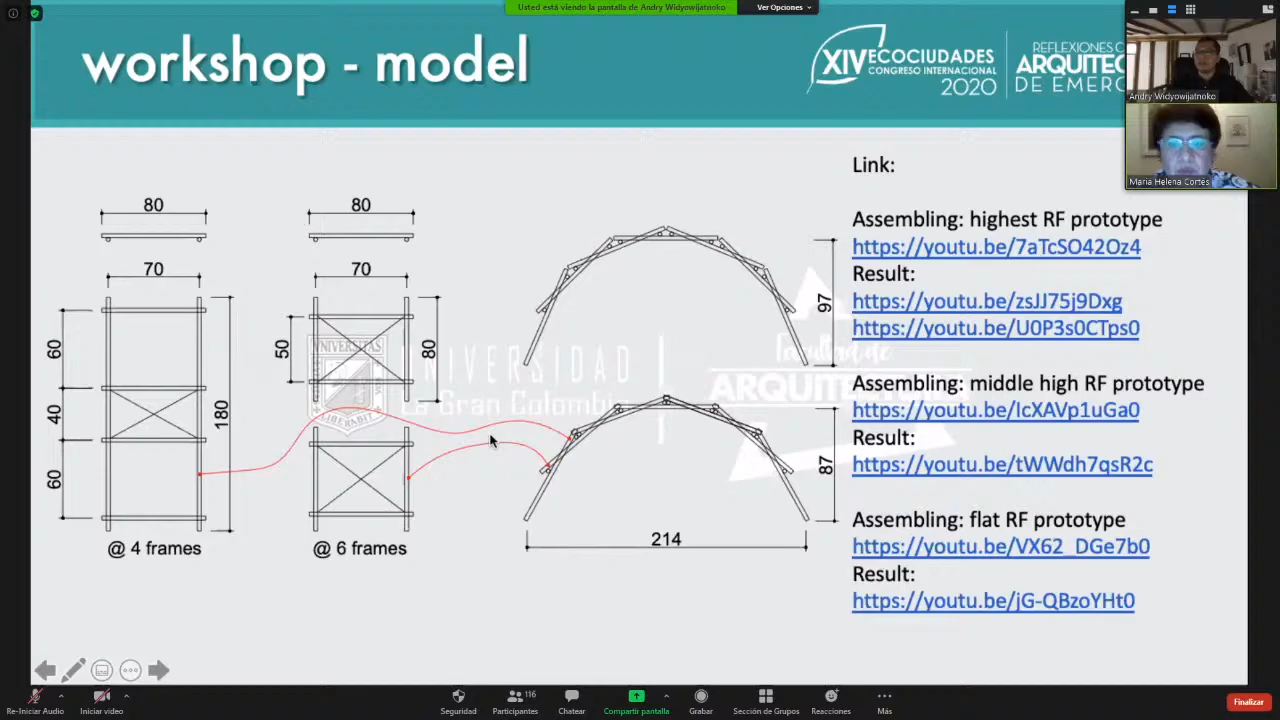 Usted está viendo la pantalla de Andry Widyowijatnoko
Ver Opciones
workshop - model
XIV ECOCIUDADES
CONGRESO INTERNACIONAL
2020
REFLEXIONES
ARQUITEC
DE EMERG
Andry Widyowijatnoko
Maria Helena Cortés
Link:
80
80
70
70
Assembling: highest RF prototype
https://youtu.be/7aTcSO42Oz4
Result:
https://youtu.be/zsJJ75j9Dxg
https://youtu.be/U0P3s0CTps0
97
60
50
80
UNIVERSITAS
UNIVERSIDAD
La Gran Colombia
Facultad de
ARQUITECTURA
Assembling: middle high RF prototype
https://youtu.be/IcXAVp1uGa0
40
180
LIBERABIT
Result:
https://youtu.be/tWWdh7qsR2c
60
87
Assembling: flat RF prototype
https://youtu.be/VX62_DGe7b0
@ 4 frames
@ 6 frames
214
Result:
https://youtu.be/jG-QBzoYHt0
Re-Iniciar Audio
Iniciar video
Seguridad
116
Participantes
Chatear
Compartir pantalla
Grabar
Sección de Grupos
Reacciones
Más
Finalizar